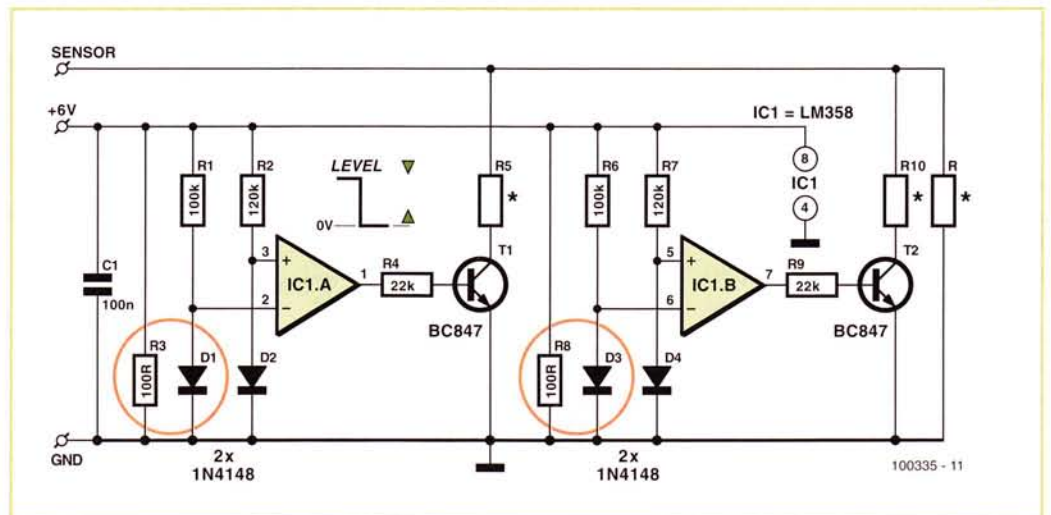 SENSOR
+6V
IC1 = LM358
R1
R2
LEVEL
R5
R6
R7
8
R10
R
100k
120k
*
100k
120k
IC1
*
*
0V
4
3
T1
5
T2
C1
+
R4
+
R9
IC1.A
1
IC1.B
7
100n
2
−
22k
6
−
22k
BC847
BC847
R3
D1
D2
R8
D3
D4
100R
100R
GND
2x
2x
1N4148
1N4148
100335 - 11